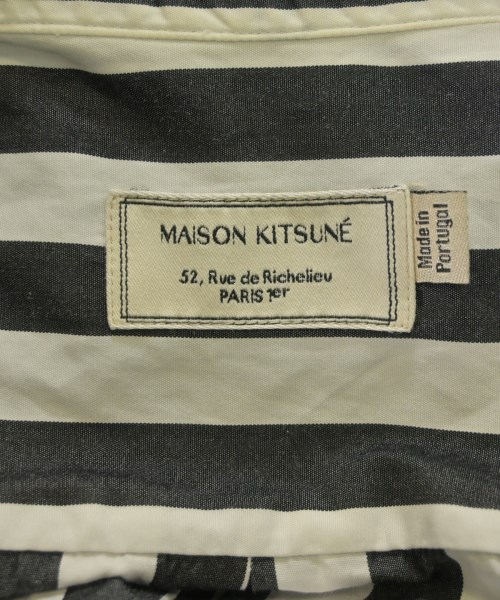 MAISON KITSUNÉ
52, Rue de Richelieu
PARIS 1er
Made in
Portugal